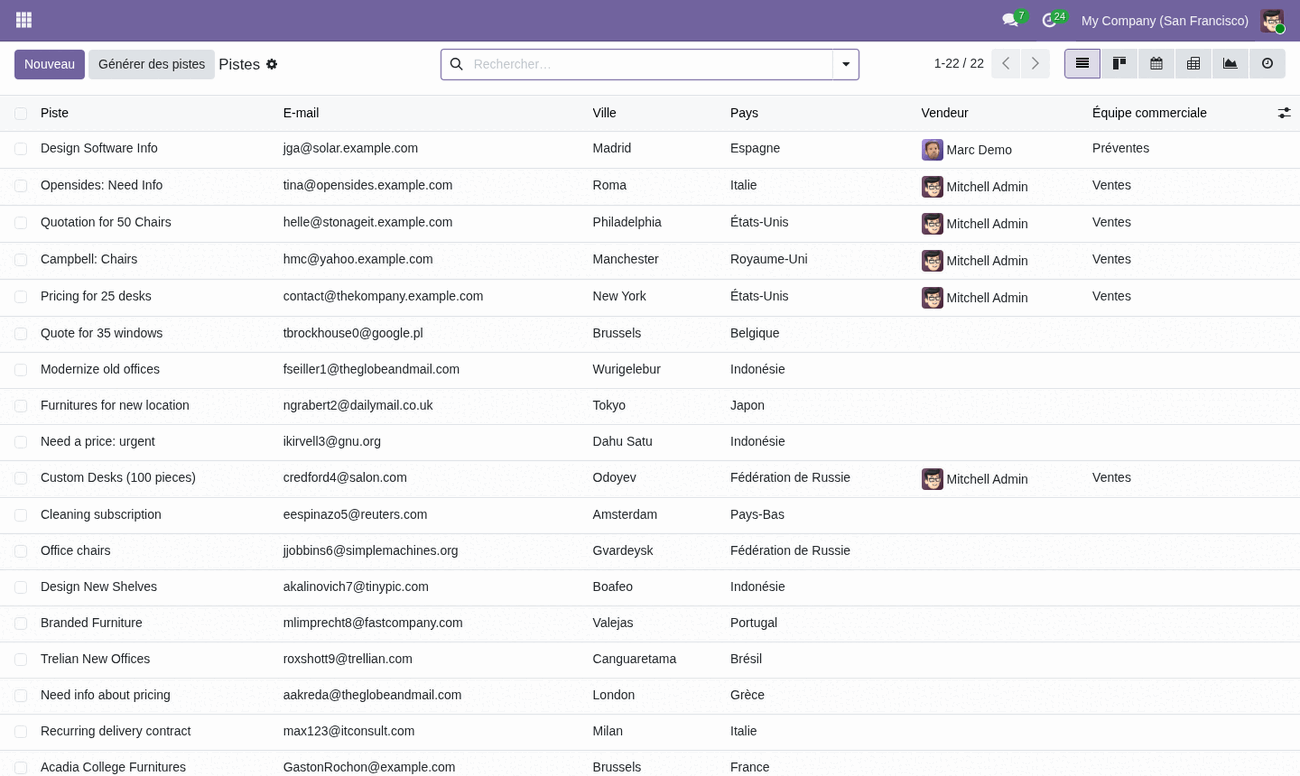 7 24 My Company (San Francisco)
Nouveau Générer des pistes Pistes Rechercher... 1-22 / 22
Piste E-mail Ville Pays Vendeur Équipe commerciale
Design Software Info jga@solar.example.com Madrid Espagne Marc Demo Préventes
Opensides: Need Info tina@opensides.example.com Roma Italie Mitchell Admin Ventes
Quotation for 50 Chairs helle@stonageit.example.com Philadelphia États-Unis Mitchell Admin Ventes
Campbell: Chairs hmc@yahoo.example.com Manchester Royaume-Uni Mitchell Admin Ventes
Pricing for 25 desks contact@thekompany.example.com New York États-Unis Mitchell Admin Ventes
Quote for 35 windows tbrockhouse0@google.pl Brussels Belgique
Modernize old offices fseiller1@theglobeandmail.com Wurigelebur Indonésie
Furnitures for new location ngrabert2@dailymail.co.uk Tokyo Japon
Need a price: urgent ikirvell3@gnu.org Dahu Satu Indonésie
Custom Desks (100 pieces) credford4@salon.com Odoyev Fédération de Russie Mitchell Admin Ventes
Cleaning subscription eespinazo5@reuters.com Amsterdam Pays-Bas
Office chairs jjobbins6@simplemachines.org Gvardeysk Fédération de Russie
Design New Shelves akalinovich7@tinypic.com Boafeo Indonésie
Branded Furniture mlimprecht8@fastcompany.com Valejas Portugal
Trelian New Offices roxshott9@trellian.com Canguaretama Brésil
Need info about pricing aakreda@theglobeandmail.com London Grèce
Recurring delivery contract max123@itconsult.com Milan Italie
Acadia College Furnitures GastonRochon@example.com Brussels France